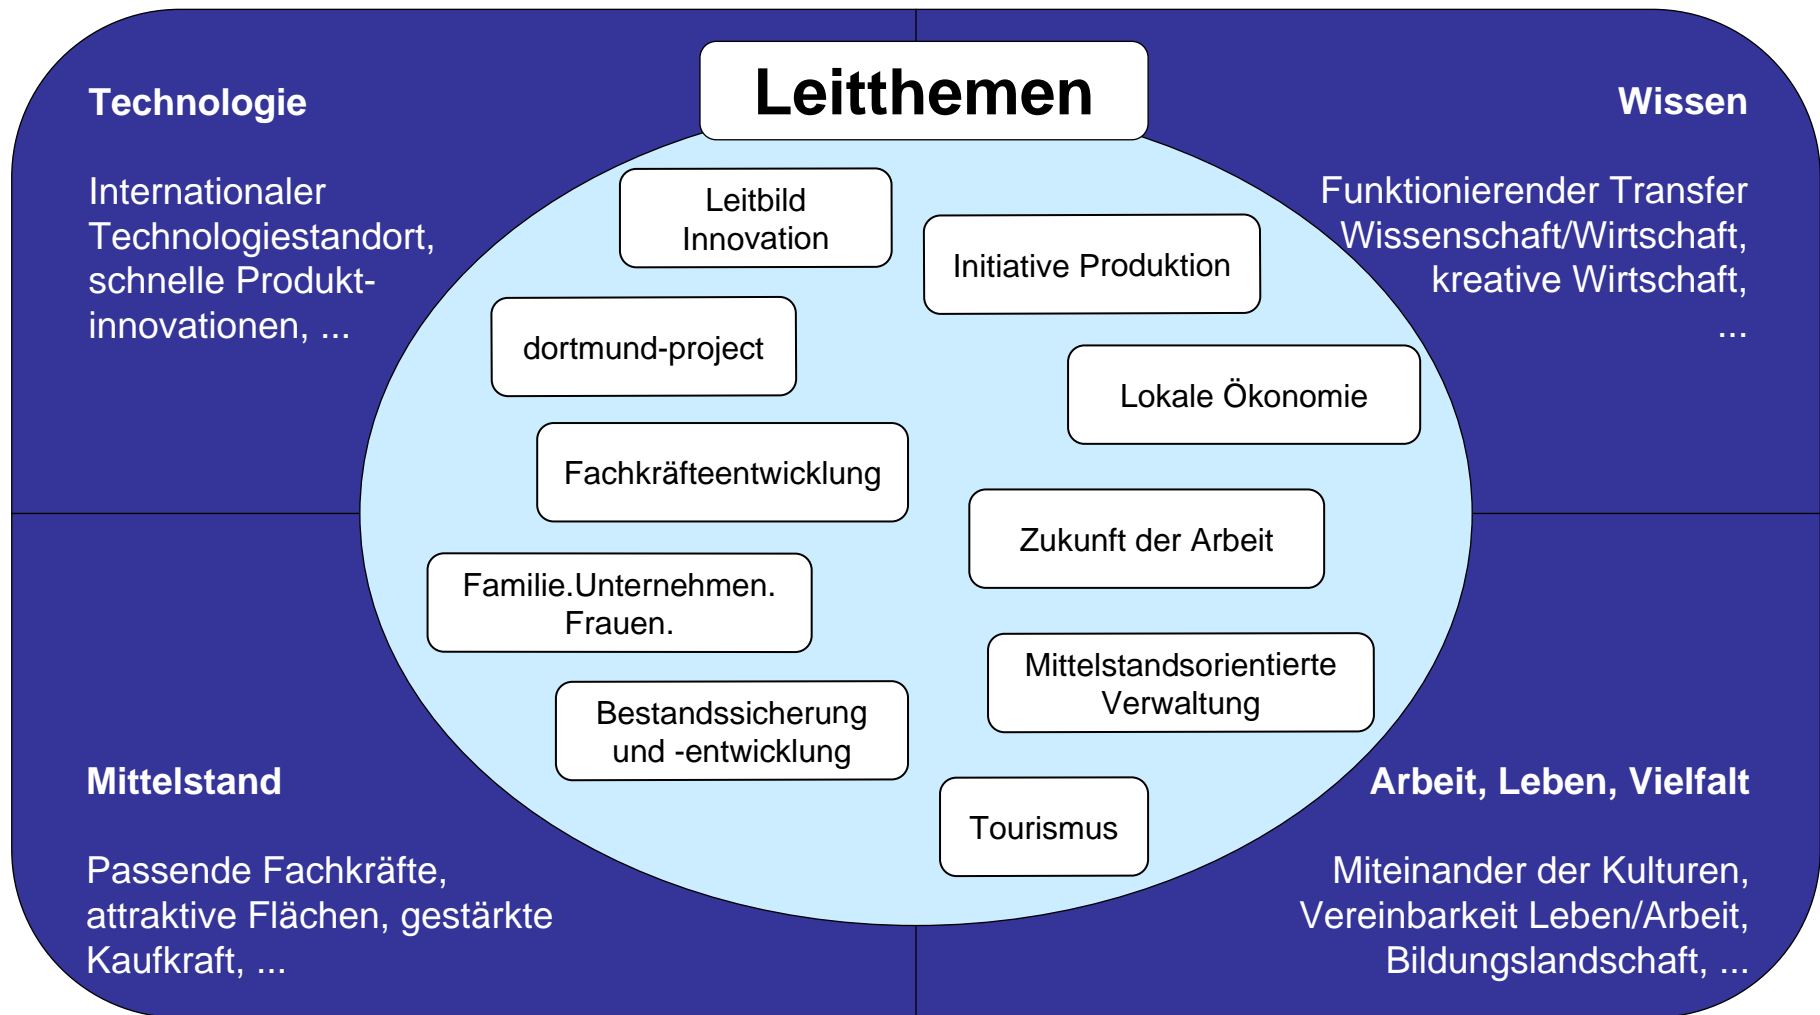 Leitthemen
Technologie
Internationaler
Technologiestandort,
schnelle Produkt-
innovationen, ...
Wissen
Funktionierender Transfer
Wissenschaft/Wirtschaft,
kreative Wirtschaft,
...
Leitbild
Innovation
Initiative Produktion
dortmund-project
Lokale Ökonomie
Fachkräfteentwicklung
Zukunft der Arbeit
Familie.Unternehmen.
Frauen.
Mittelstandsorientierte
Verwaltung
Bestandssicherung
und -entwicklung
Tourismus
Mittelstand
Passende Fachkräfte,
attraktive Flächen, gestärkte
Kaufkraft, ...
Arbeit, Leben, Vielfalt
Miteinander der Kulturen,
Vereinbarkeit Leben/Arbeit,
Bildungslandschaft, ...